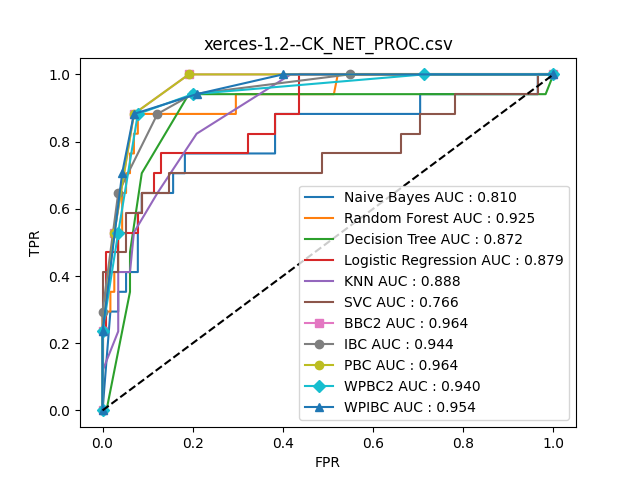 xerces-1.2--CK_NET_PROC.csv
TPR
1.0
0.8
0.6
0.4
0.2
0.0
Naive Bayes AUC : 0.810
Random Forest AUC : 0.925
Decision Tree AUC : 0.872
Logistic Regression AUC : 0.879
KNN AUC : 0.888
SVC AUC : 0.766
BBC2 AUC : 0.964
IBC AUC : 0.944
PBC AUC : 0.964
WPBC2 AUC : 0.940
WPIBC AUC : 0.954
0.0 0.2 0.4 0.6 0.8 1.0
FPR